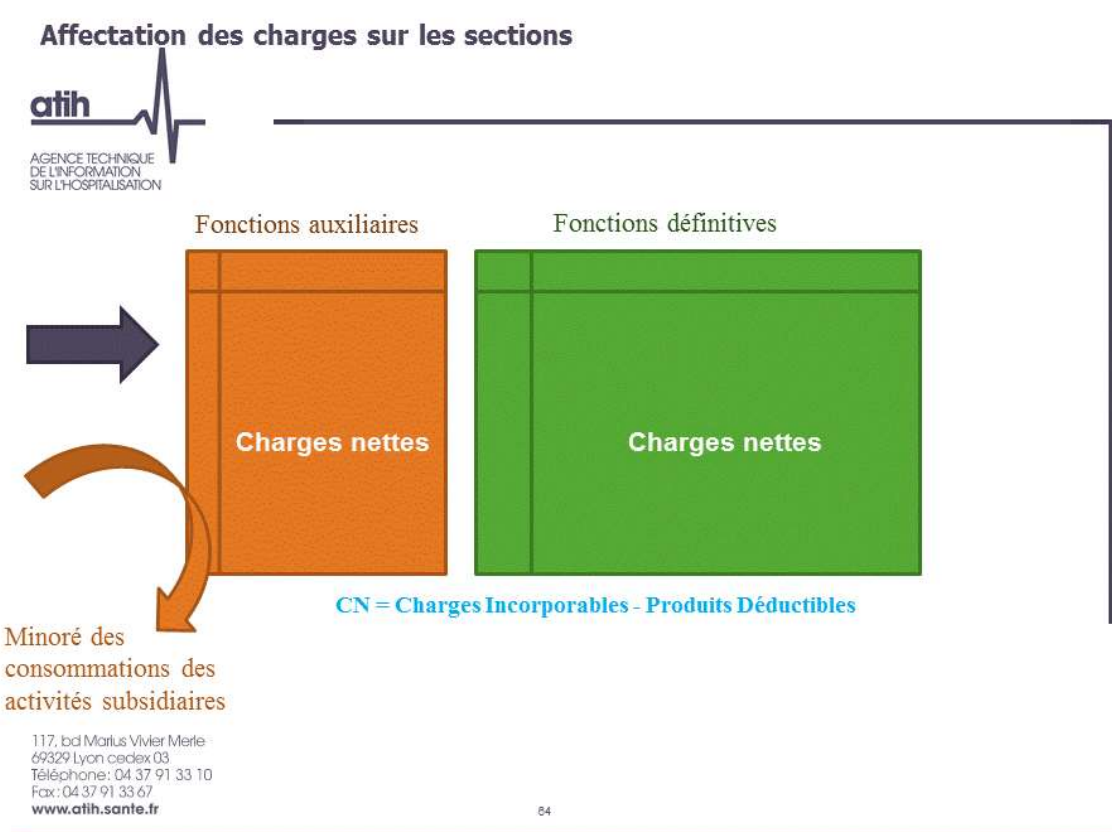 Affectation des charges sur les sections
atih
AGENCE TECHNIQUE
DE L'INFORMATION
SUR L'HOSPITALISATION
Fonctions auxiliaires
Fonctions définitives
Charges nettes
Charges nettes
CN = Charges Incorporables - Produits Déductibles
Minoré des
consommations des
activités subsidiaires
117, bd Marius Vivier Merle
69329 Lyon cedex 03
Téléphone : 04 37 91 33 10
Fax : 04 37 91 33 67
www.atih.sante.fr
64